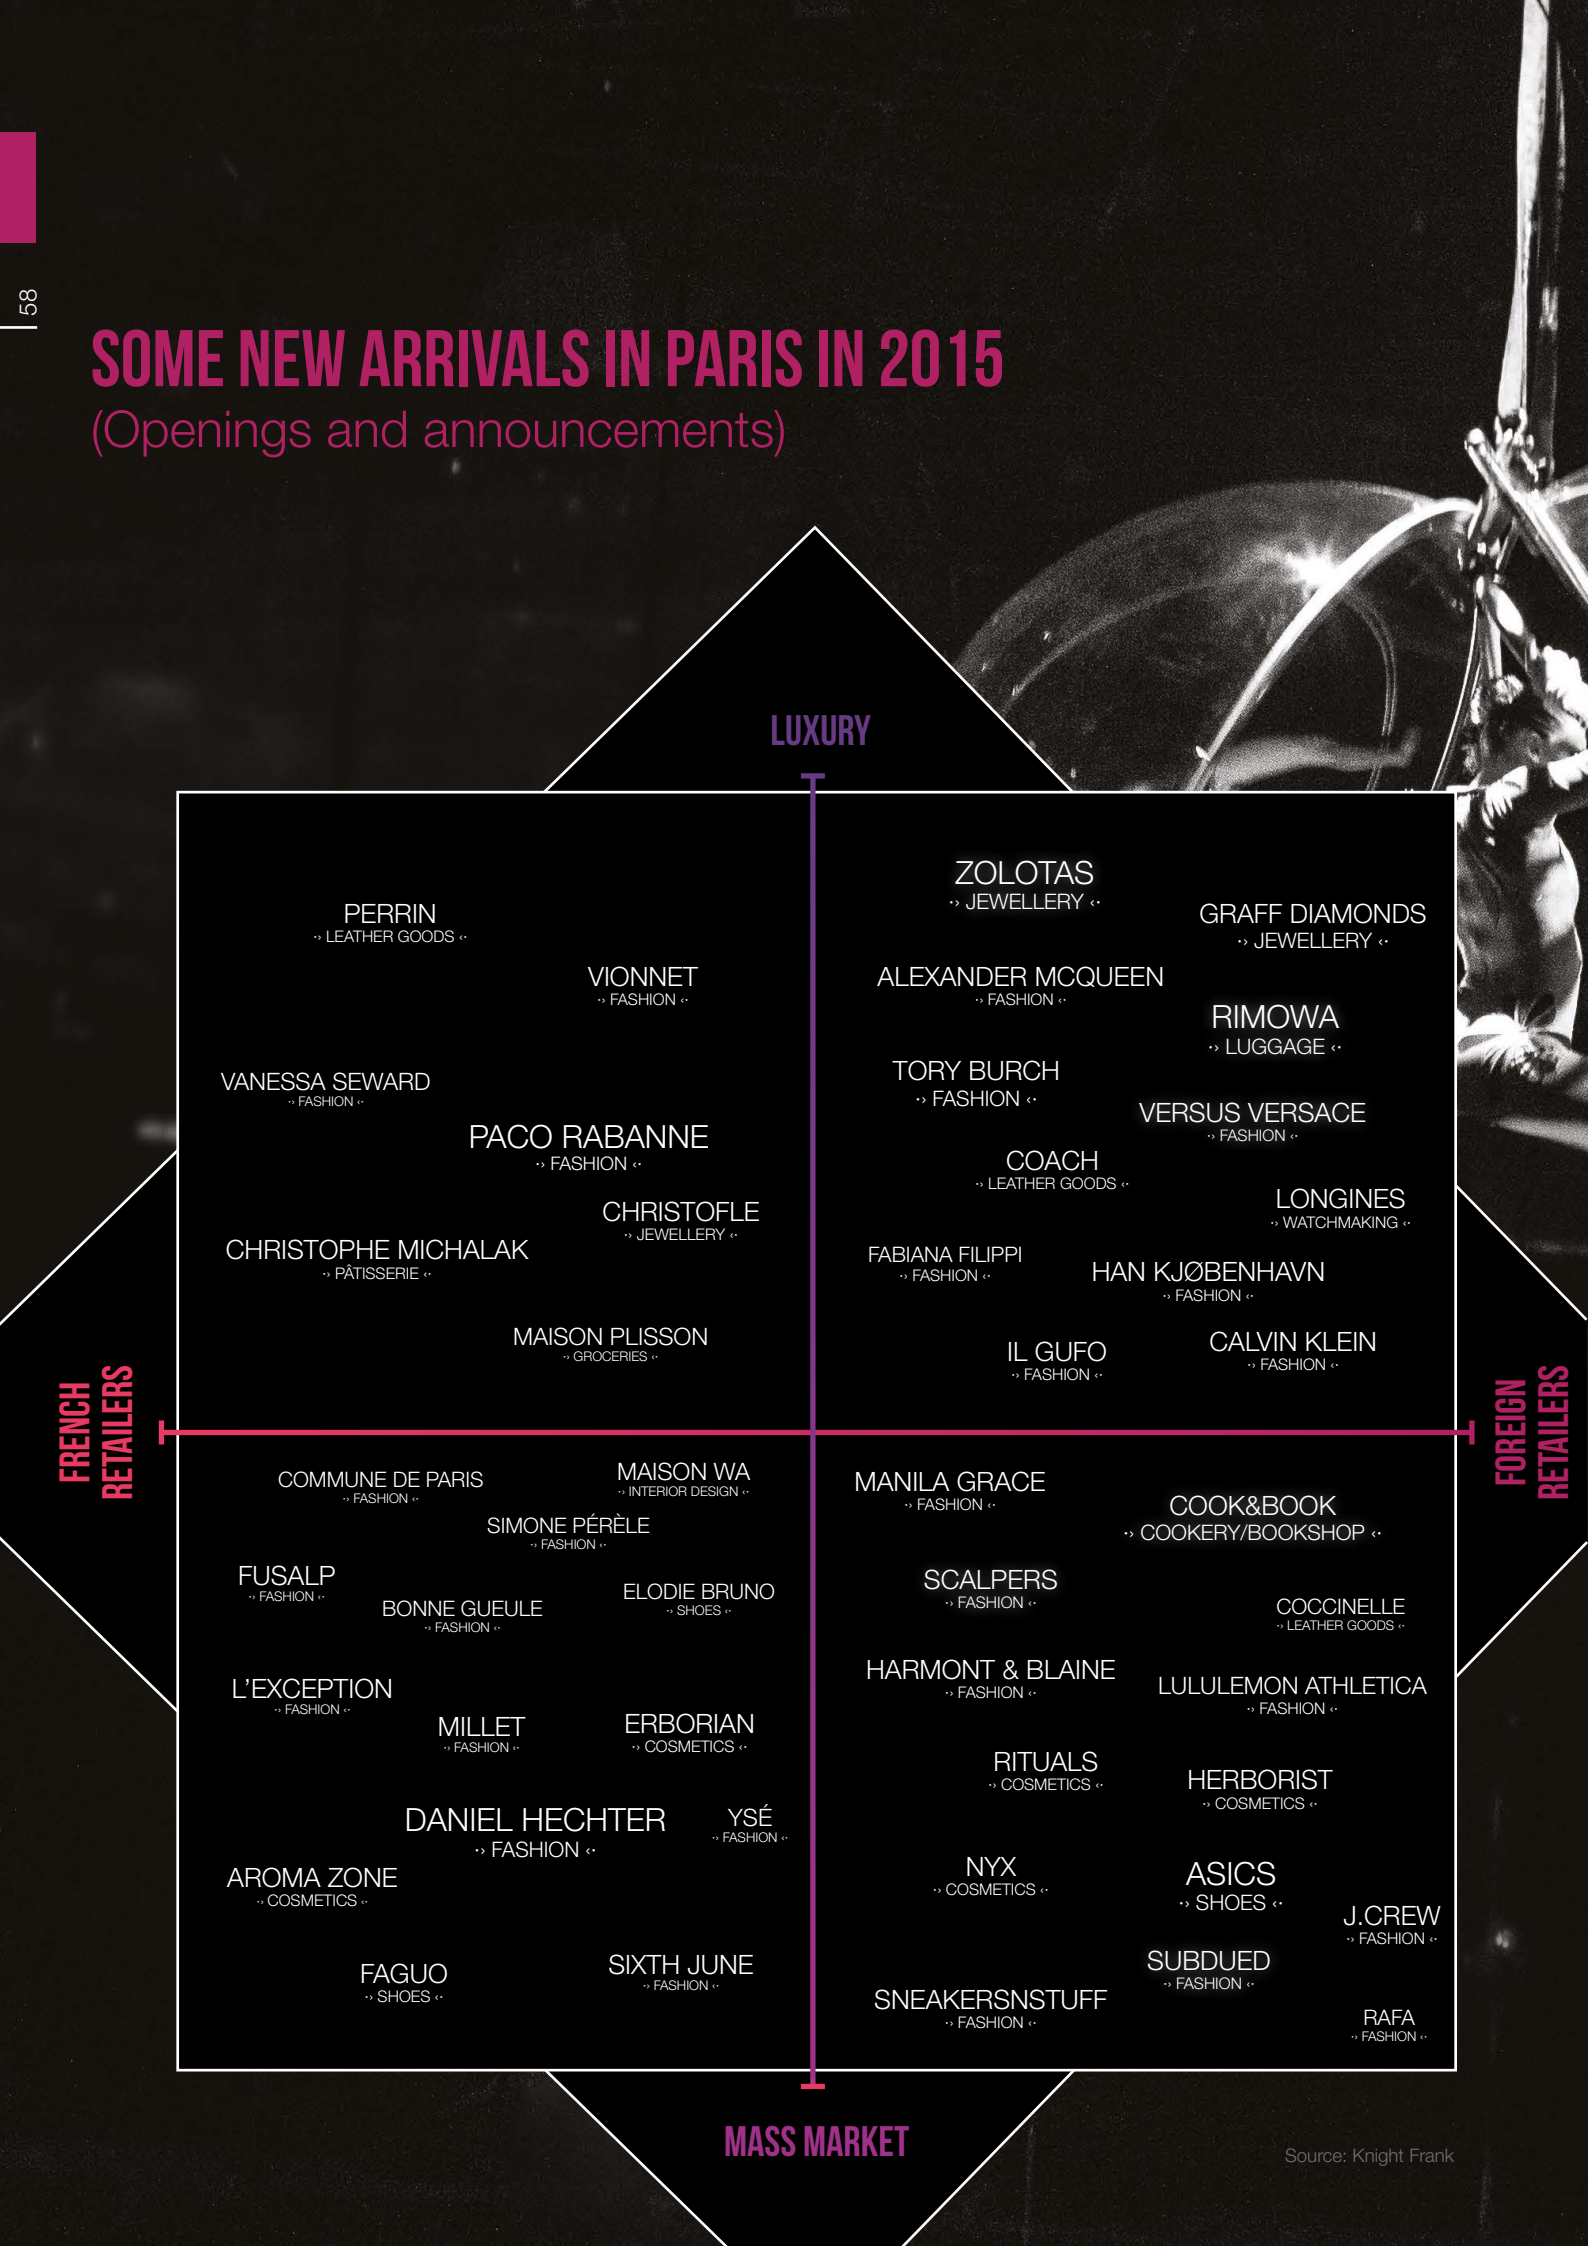 58
SOME NEW ARRIVALS IN PARIS IN 2015
(Openings and announcements)
LUXURY
PERRIN
·› LEATHER GOODS ‹·
VIONNET
·› FASHION ‹·
VANESSA SEWARD
·› FASHION ‹·
PACO RABANNE
·› FASHION ‹·
CHRISTOFLE
·› JEWELLERY ‹·
CHRISTOPHE MICHALAK
·› PÂTISSERIE ‹·
MAISON PLISSON
·› GROCERIES ‹·
ZOLOTAS
·› JEWELLERY ‹·
GRAFF DIAMONDS
·› JEWELLERY ‹·
ALEXANDER MCQUEEN
·› FASHION ‹·
RIMOWA
·› LUGGAGE ‹·
TORY BURCH
·› FASHION ‹·
VERSUS VERSACE
·› FASHION ‹·
COACH
·› LEATHER GOODS ‹·
LONGINES
·› WATCHMAKING ‹·
FABIANA FILIPPI
·› FASHION ‹·
HAN KJØBENHAVN
·› FASHION ‹·
IL GUFO
·› FASHION ‹·
CALVIN KLEIN
·› FASHION ‹·
FRENCH
RETAILERS
FOREIGN
RETAILERS
COMMUNE DE PARIS
·› FASHION ‹·
MAISON WA
·› INTERIOR DESIGN ‹·
SIMONE PÉRÈLE
·› FASHION ‹·
FUSALP
·› FASHION ‹·
BONNE GUEULE
·› FASHION ‹·
ELODIE BRUNO
·› SHOES ‹·
L'EXCEPTION
·› FASHION ‹·
MILLET
·› FASHION ‹·
ERBORIAN
·› COSMETICS ‹·
DANIEL HECHTER
·› FASHION ‹·
YSÉ
·› FASHION ‹·
AROMA ZONE
·› COSMETICS ‹·
FAGUO
·› SHOES ‹·
SIXTH JUNE
·› FASHION ‹·
MANILA GRACE
·› FASHION ‹·
COOK&BOOK
·› COOKERY/BOOKSHOP ‹·
SCALPERS
·› FASHION ‹·
COCCINELLE
·› LEATHER GOODS ‹·
HARMONT & BLAINE
·› FASHION ‹·
LULULEMON ATHLETICA
·› FASHION ‹·
RITUALS
·› COSMETICS ‹·
HERBORIST
·› COSMETICS ‹·
NYX
·› COSMETICS ‹·
ASICS
·› SHOES ‹·
J.CREW
·› FASHION ‹·
SUBDUED
·› FASHION ‹·
SNEAKERSNSTUFF
·› FASHION ‹·
RAFA
·› FASHION ‹·
MASS MARKET
Source: Knight Frank